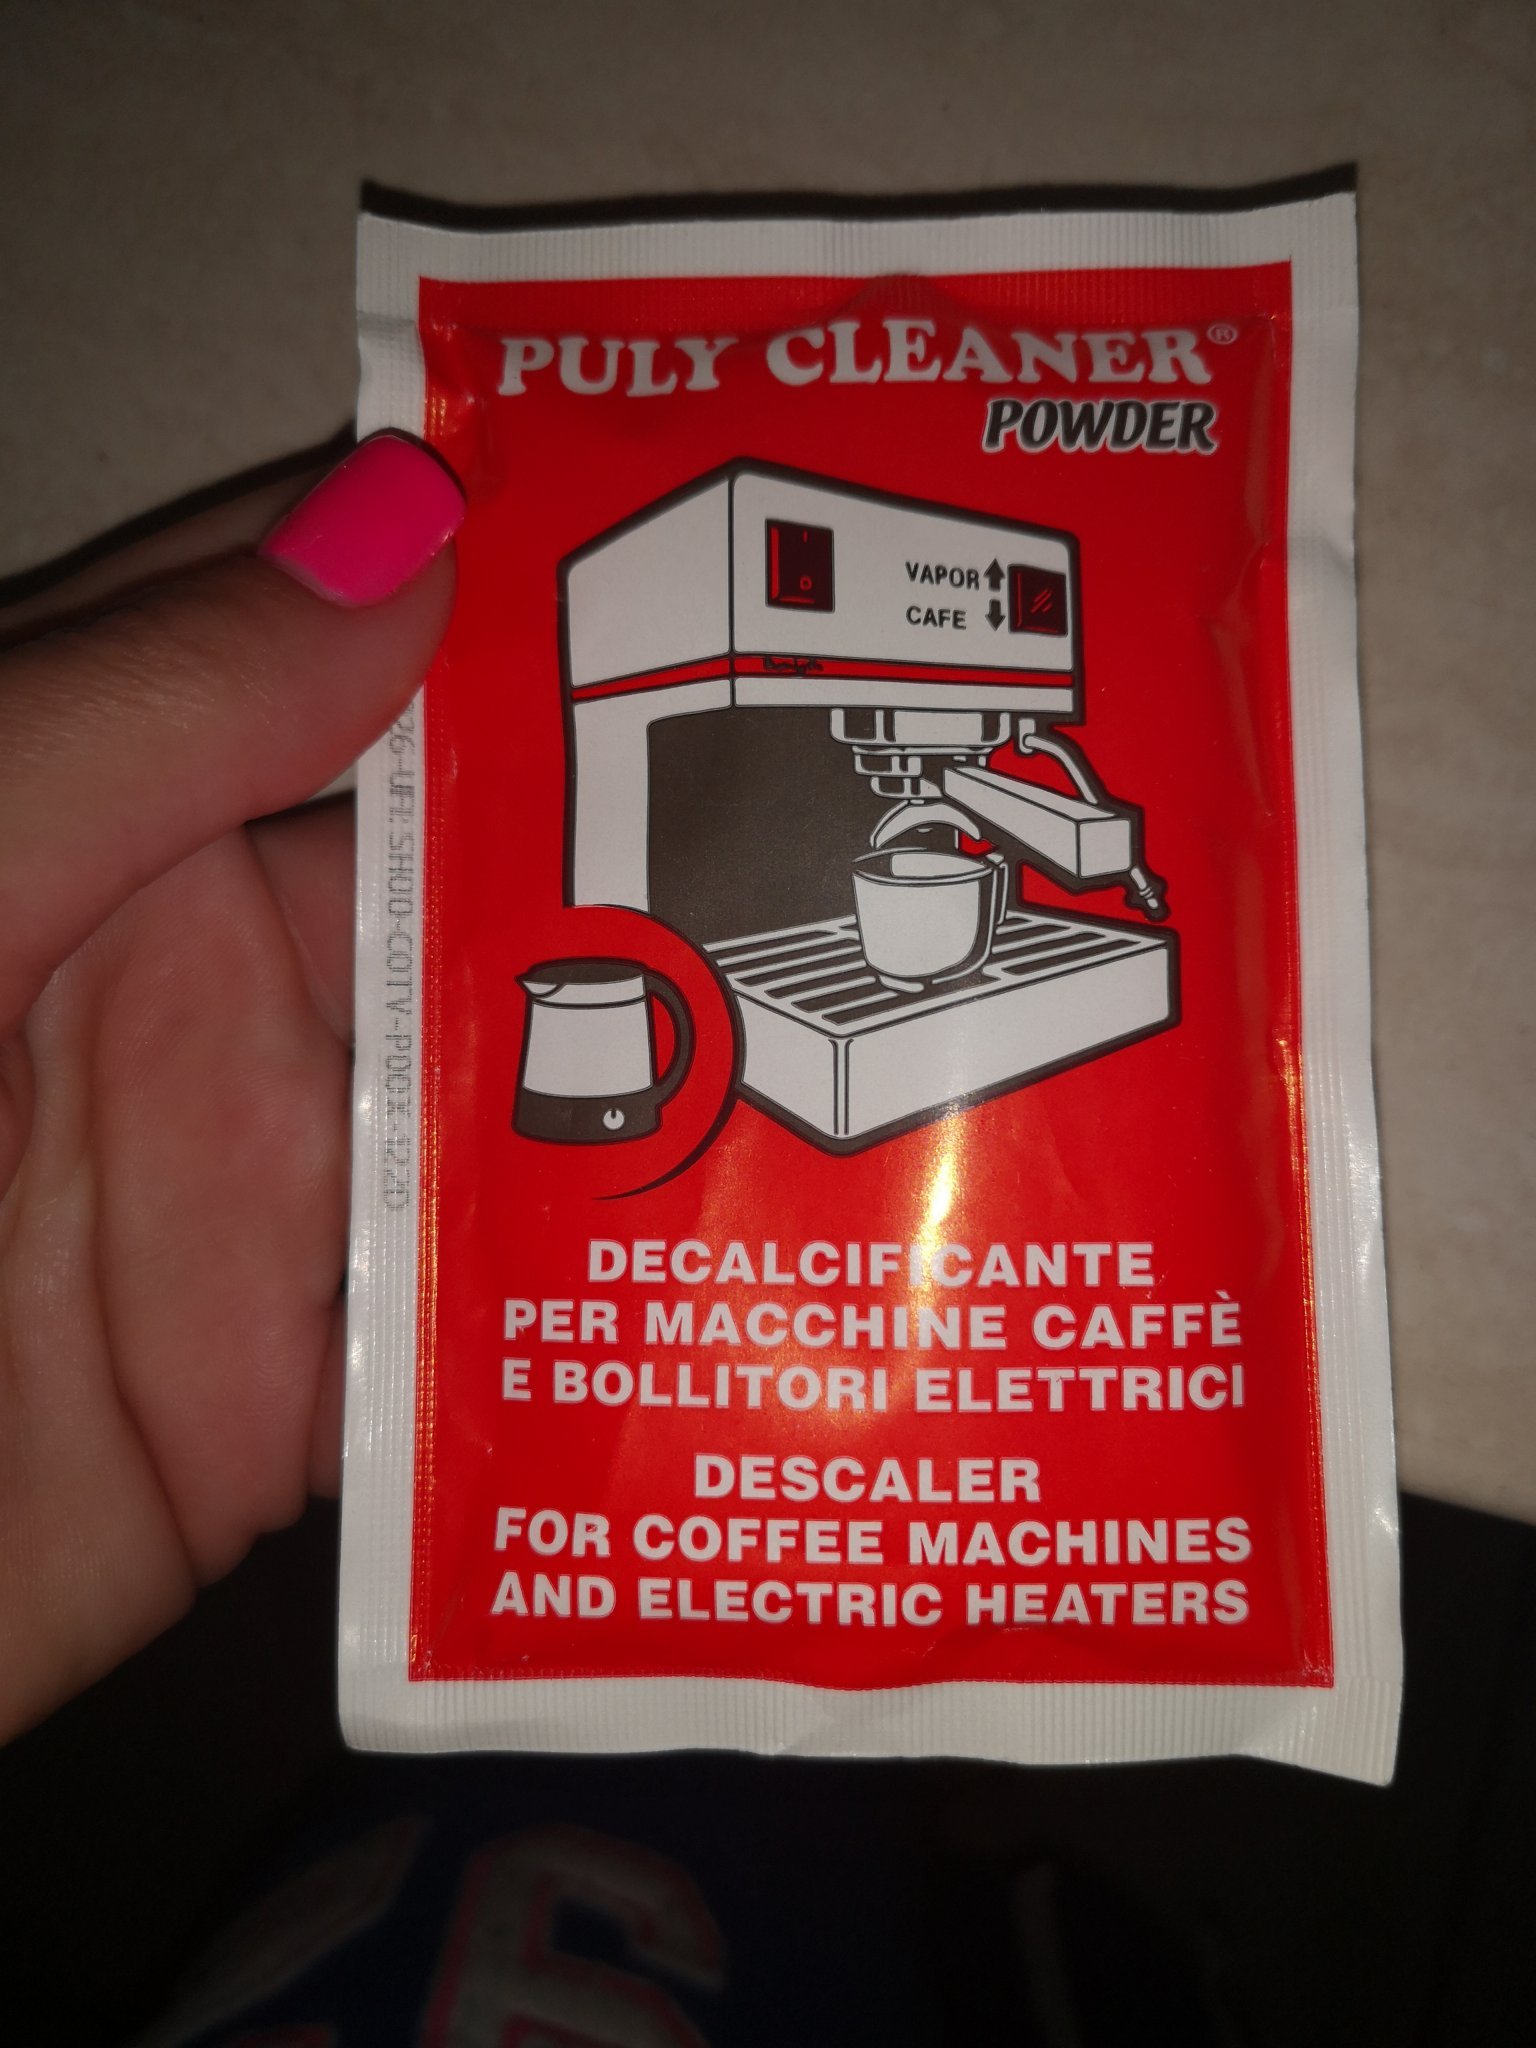 PULY CLEANER®
POWDER
VAPOR
CAFE
DECALCIFICANTE
PER MACCHINE CAFFÈ
E BOLLITORI ELETTRICI
DESCALER
FOR COFFEE MACHINES
AND ELECTRIC HEATERS